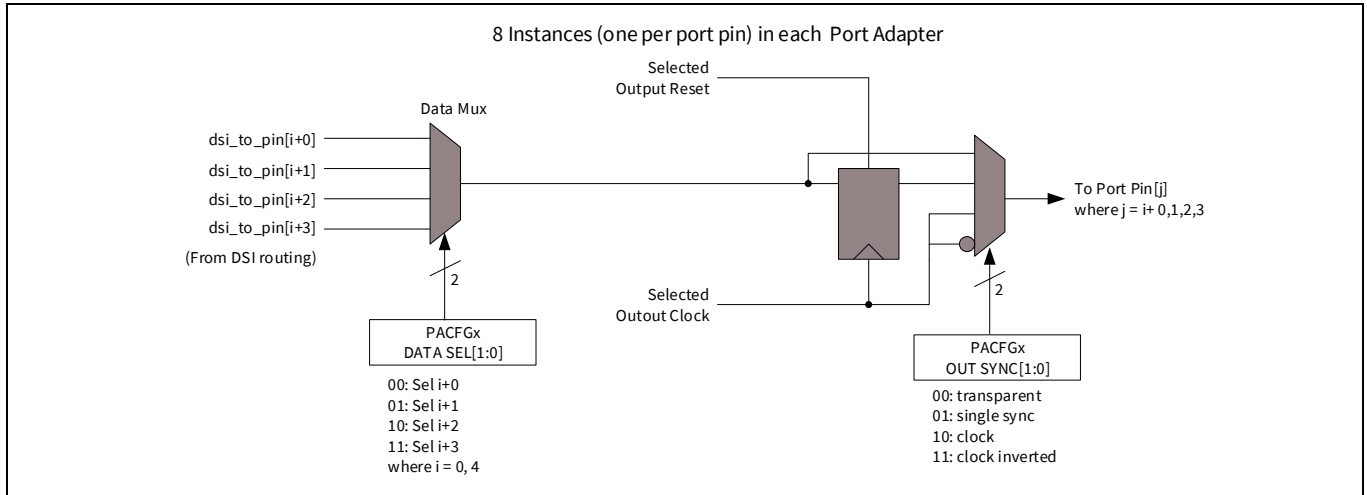 8 Instances (one per port pin) in each Port Adapter
Selected
Output Reset
Data Mux
dsi_to_pin[i+0]
dsi_to_pin[i+1]
dsi_to_pin[i+2]
dsi_to_pin[i+3]
(From DSI routing)
To Port Pin[j]
where j = i+ 0,1,2,3
2
Selected
Outout Clock
2
PACFGx
DATA SEL[1:0]
00: Sel i+0
01: Sel i+1
10: Sel i+2
11: Sel i+3
where i = 0, 4
PACFGx
OUT SYNC[1:0]
00: transparent
01: single sync
10: clock
11: clock inverted